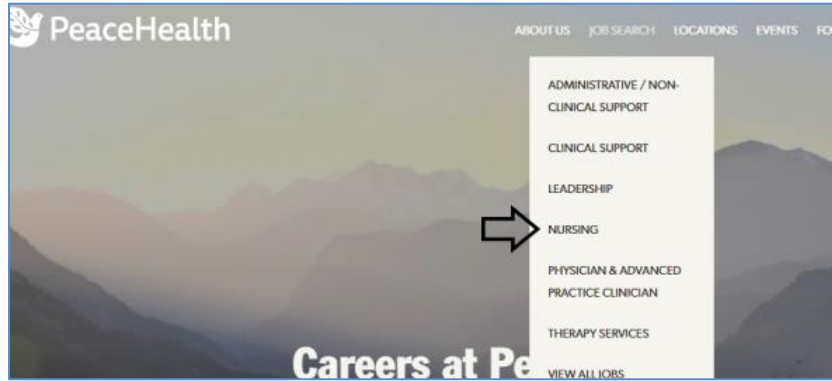 PeaceHealth
ABOUT US JOB SEARCH LOCATIONS EVENTS FO
ADMINISTRATIVE / NON-
CLINICAL SUPPORT
CLINICAL SUPPORT
LEADERSHIP
NURSING
PHYSICIAN & ADVANCED
PRACTICE CLINICIAN
THERAPY SERVICES
Careers at Pe
VIEW ALL JOBS